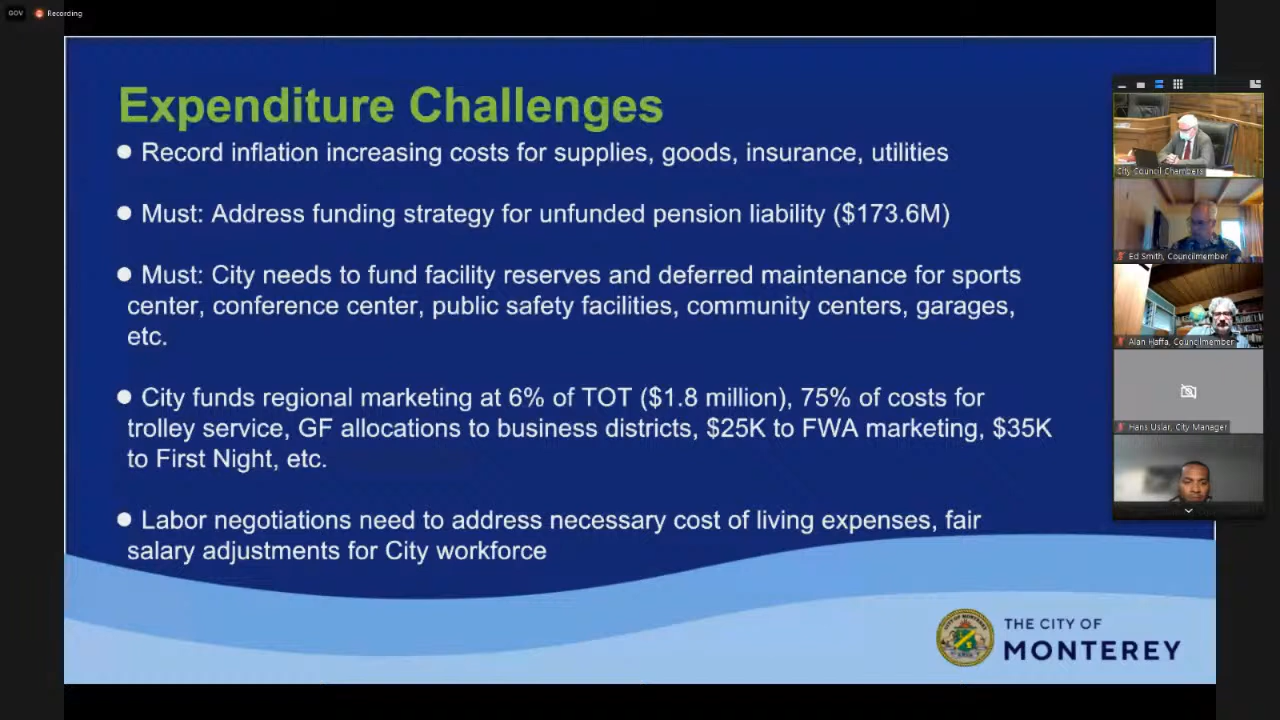 GOV
Recording
Expenditure Challenges
● Record inflation increasing costs for supplies, goods, insurance, utilities
● Must: Address funding strategy for unfunded pension liability ($173.6M)
● Must: City needs to fund facility reserves and deferred maintenance for sports
center, conference center, public safety facilities, community centers, garages,
etc.
● City funds regional marketing at 6% of TOT ($1.8 million), 75% of costs for
trolley service, GF allocations to business districts, $25K to FWA marketing, $35K
to First Night, etc.
● Labor negotiations need to address necessary cost of living expenses, fair
salary adjustments for City workforce
THE CITY OF
MONTEREY
City Council Chambers
Ed Smith, Councilmember
Alan Haffa, Councilmember
Hans Uslar, City Manager